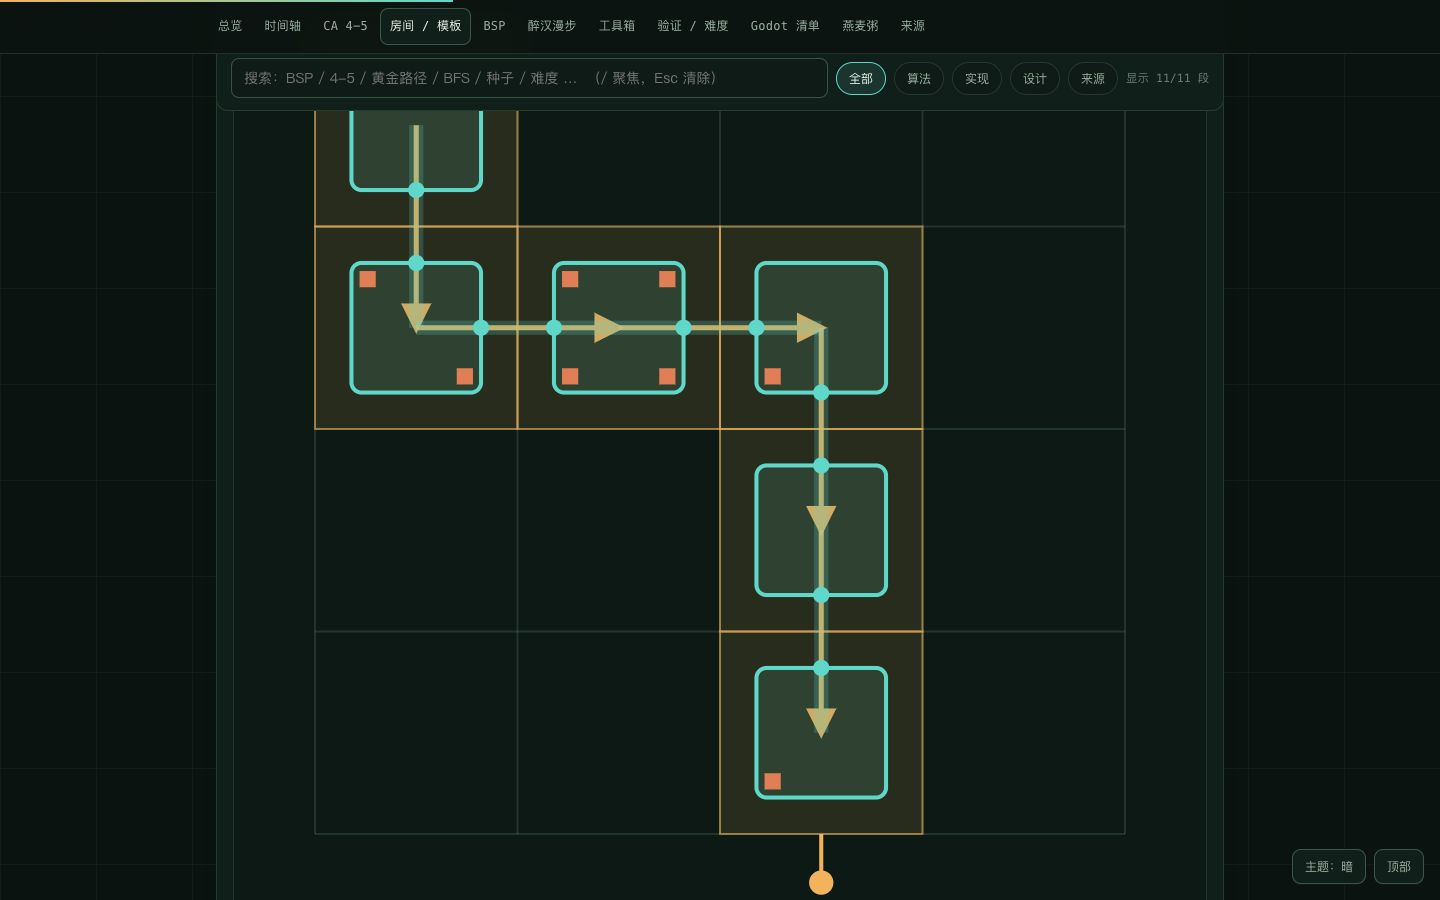 总览 时间轴 CA 4–5 房间 / 模板 BSP 醉汉漫步 工具箱 验证 / 难度 Godot 清单 燕麦粥 来源
搜索: BSP / 4–5 / 黄金路径 / BFS / 种子 / 难度 … (/ 聚焦, Esc 清除) 全部 算法 实现 设计 来源 显示 11/11 段
主题: 暗 顶部